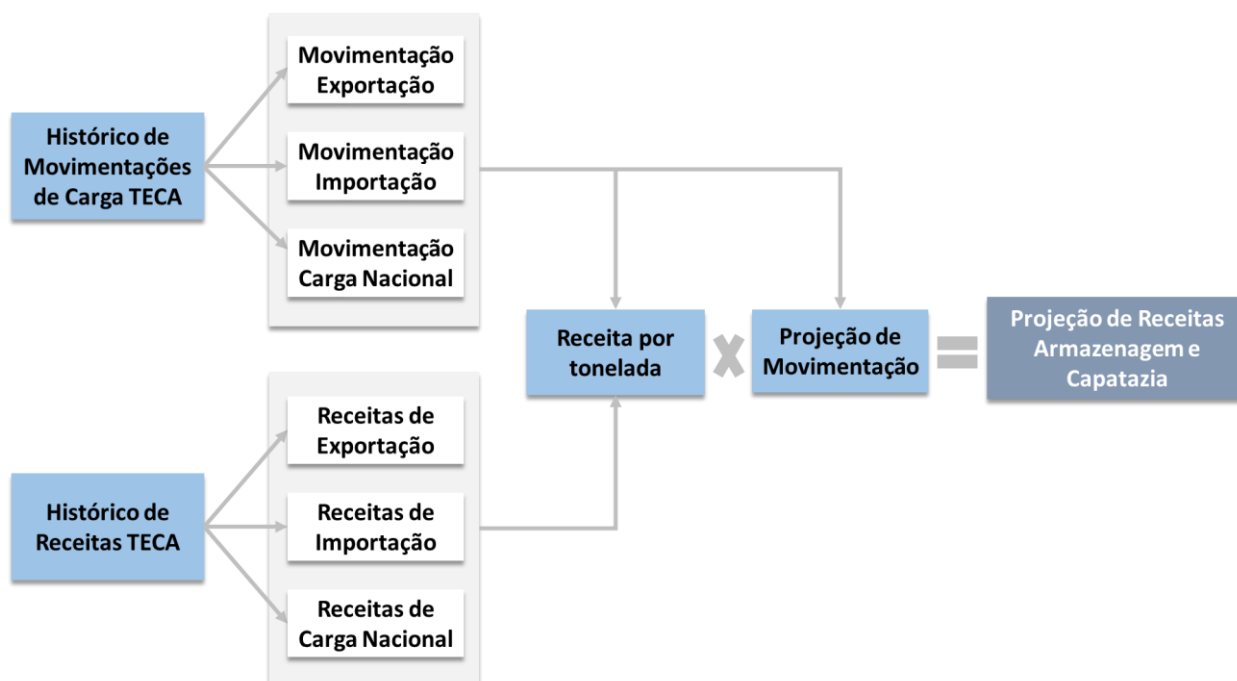 Histórico de
Movimentações
de Carga TECA
Movimentação
Exportação
Movimentação
Importação
Movimentação
Carga Nacional
Receita por
tonelada
Projeção de
Movimentação
Projeção de Receitas
Armazenagem e
Capatazia
Histórico de
Receitas TECA
Receitas de
Exportação
Receitas de
Importação
Receitas de
Carga Nacional